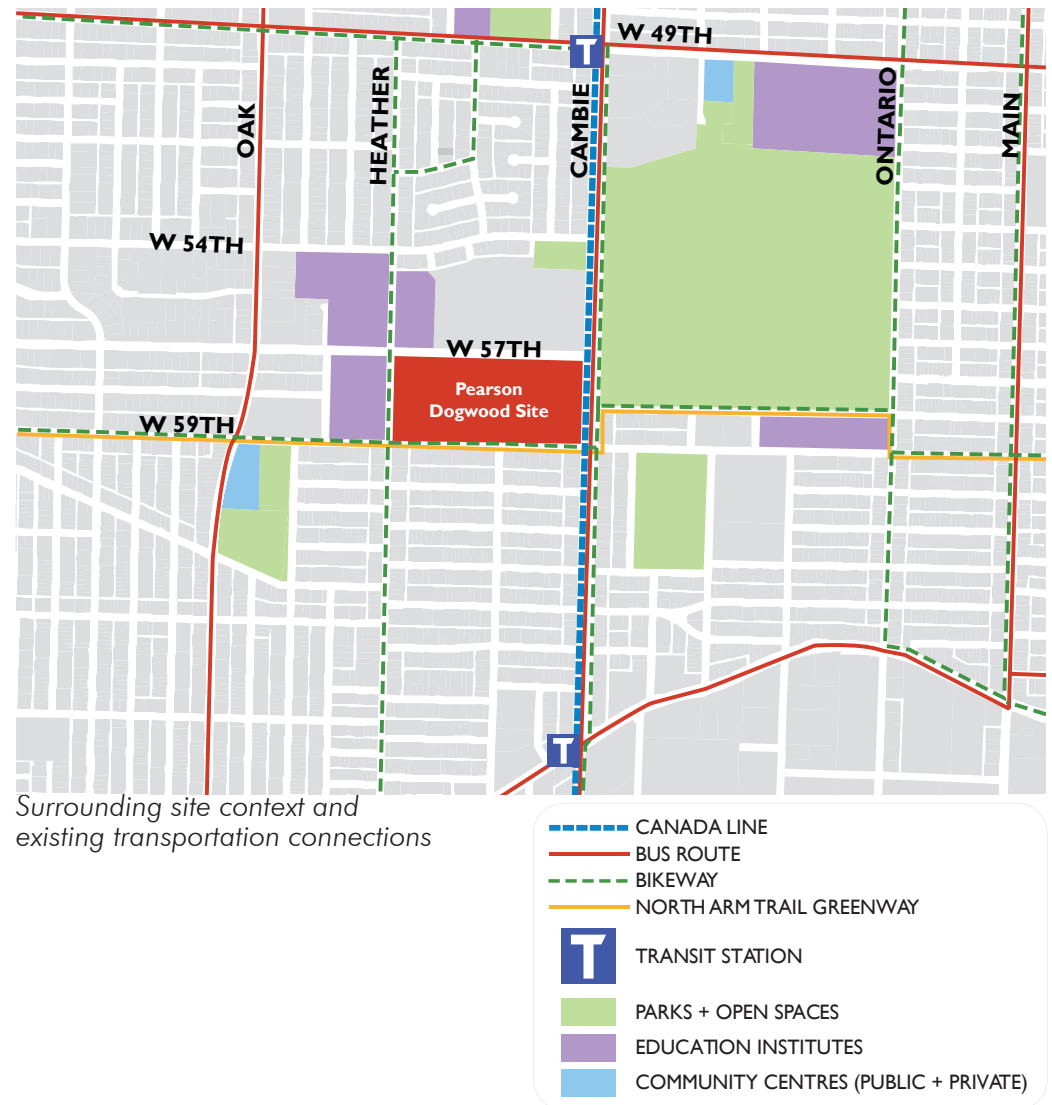 W 49TH
OAK
HEATHER
CAMBIE
ONTARIO
MAIN
T
W 54TH
W 57TH
Pearson
Dogwood Site
W 59TH
T
Surrounding site context and
existing transportation connections
CANADA LINE
BUS ROUTE
BIKEWAY
NORTH ARM TRAIL GREENWAY
T
TRANSIT STATION
PARKS + OPEN SPACES
EDUCATION INSTITUTES
COMMUNITY CENTRES (PUBLIC + PRIVATE)